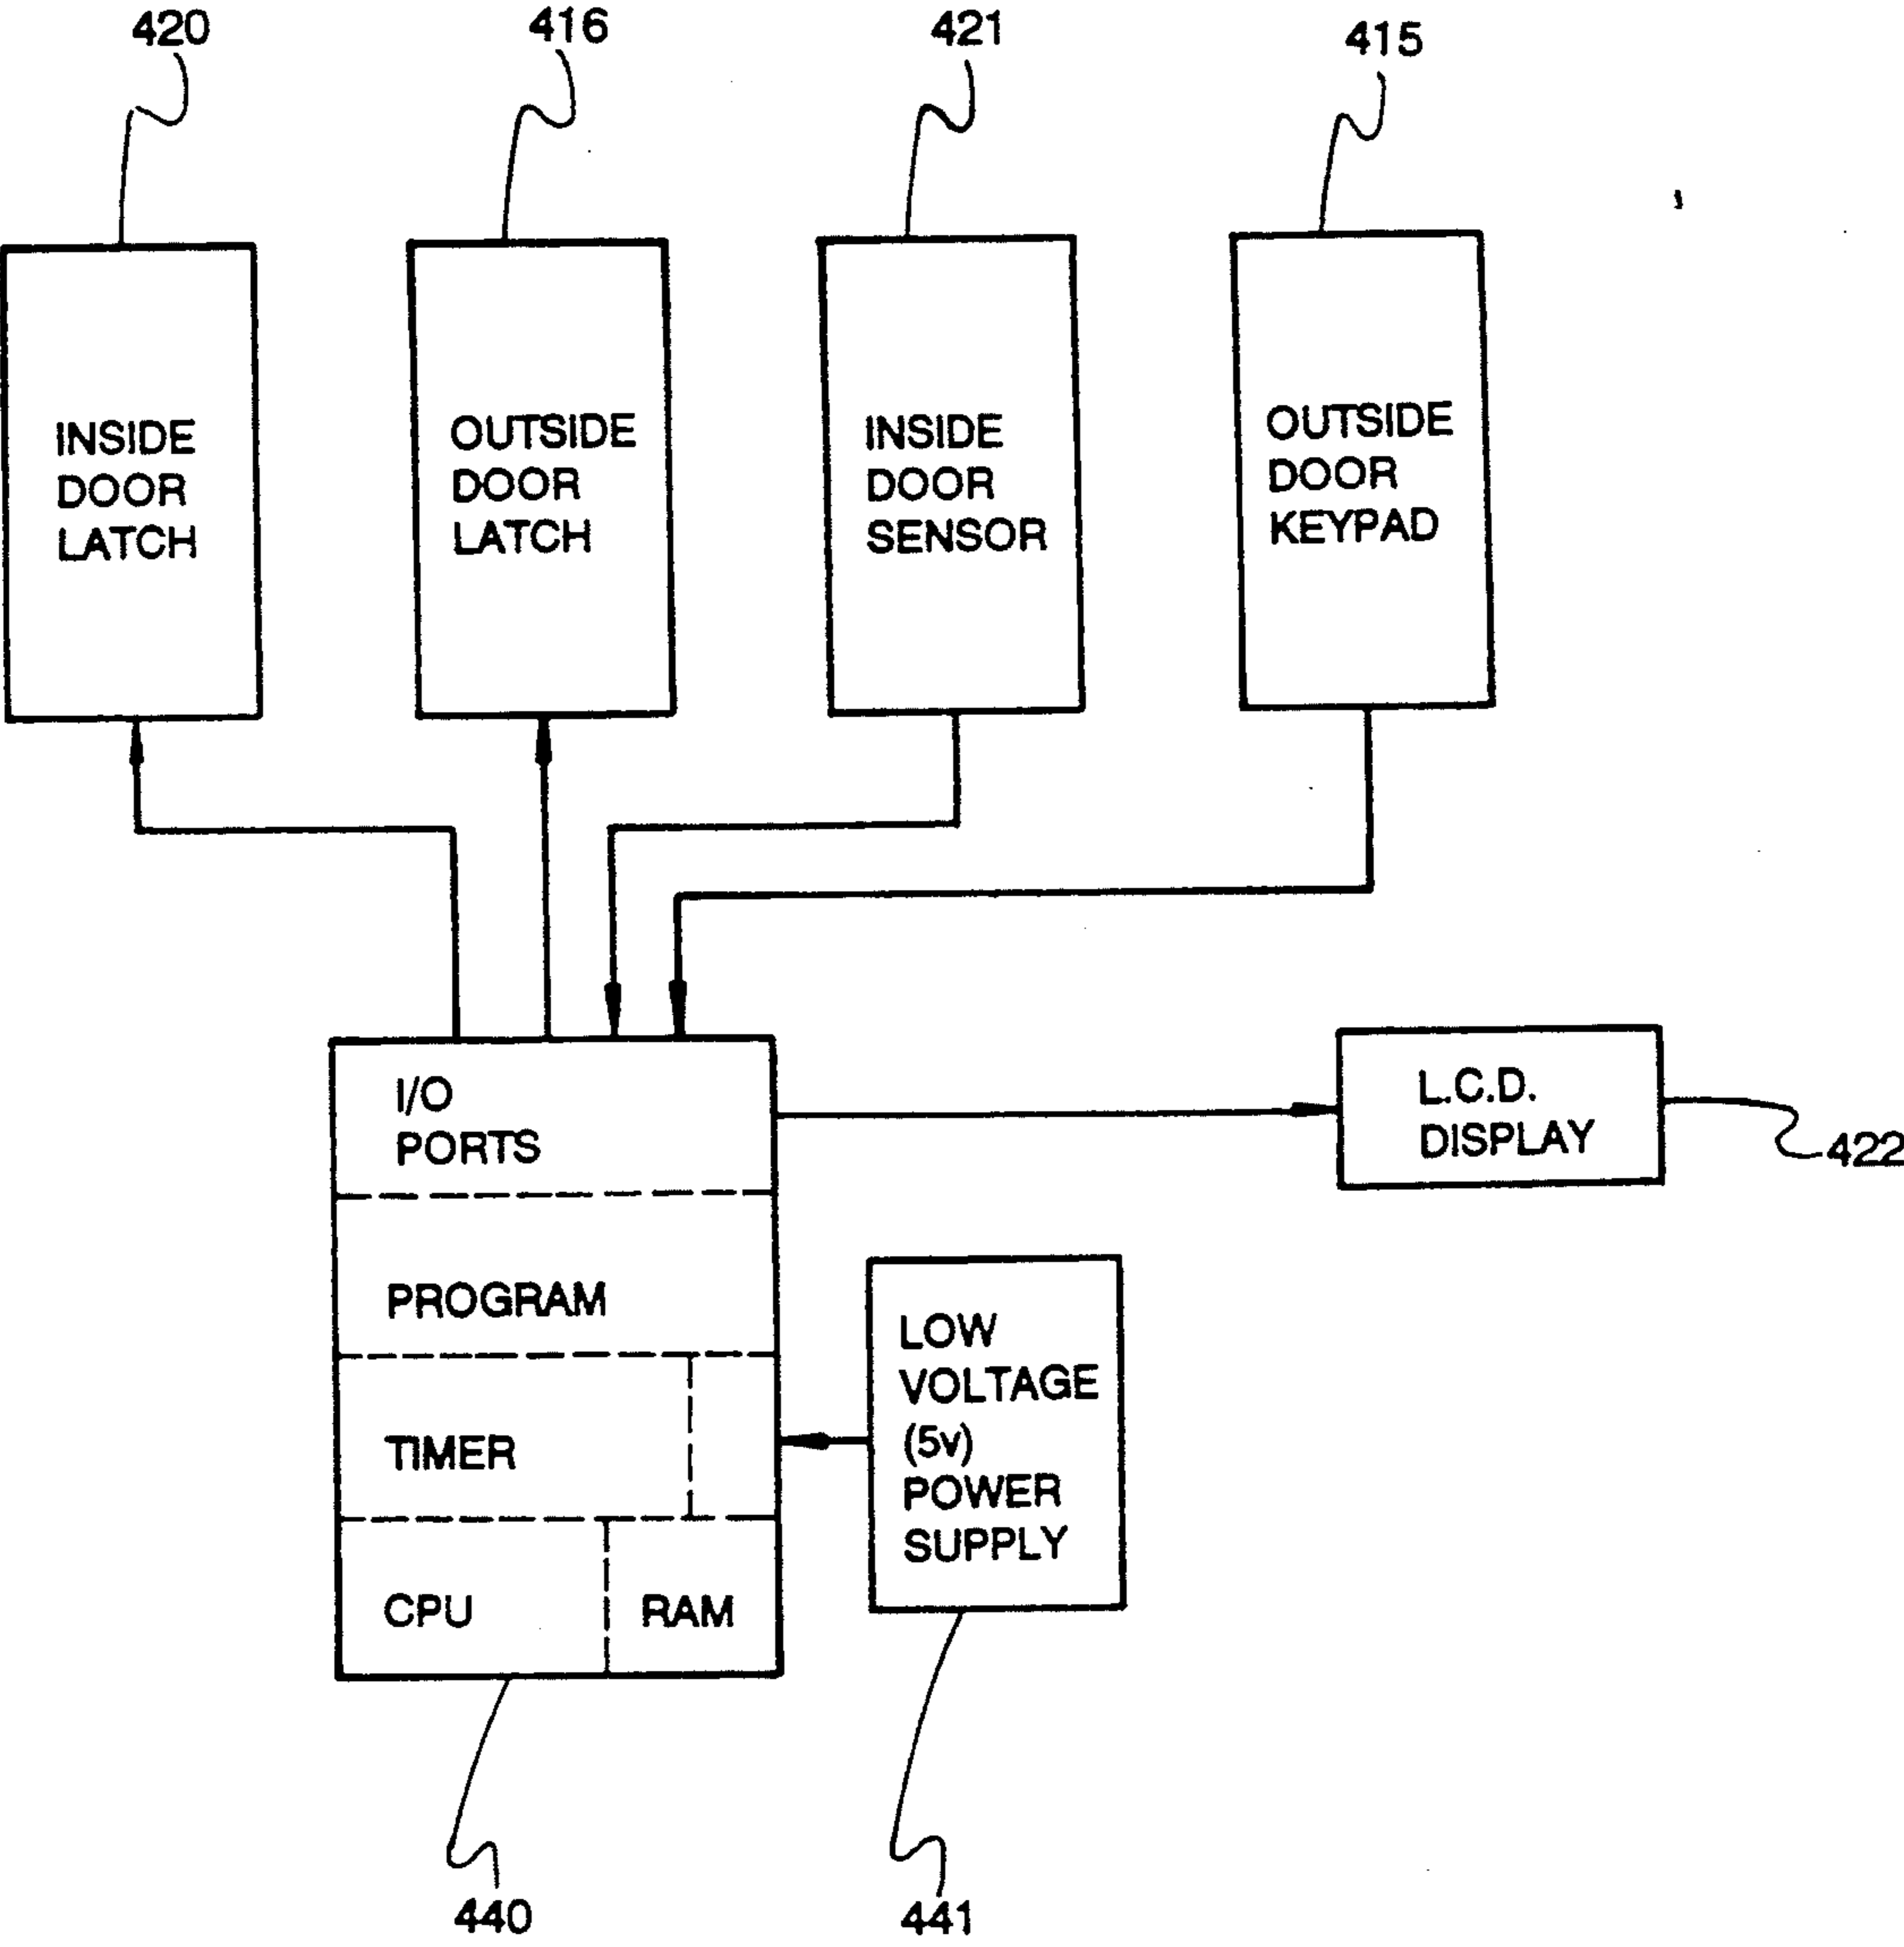 420
416
421
415
INSIDE
DOOR
LATCH
OUTSIDE
DOOR
LATCH
INSIDE
DOOR
SENSOR
OUTSIDE
DOOR
KEYPAD
I/O
PORTS
L.C.D.
DISPLAY
422
PROGRAM
TIMER
CPU
RAM
LOW
VOLTAGE
(5v)
POWER
SUPPLY
440
441